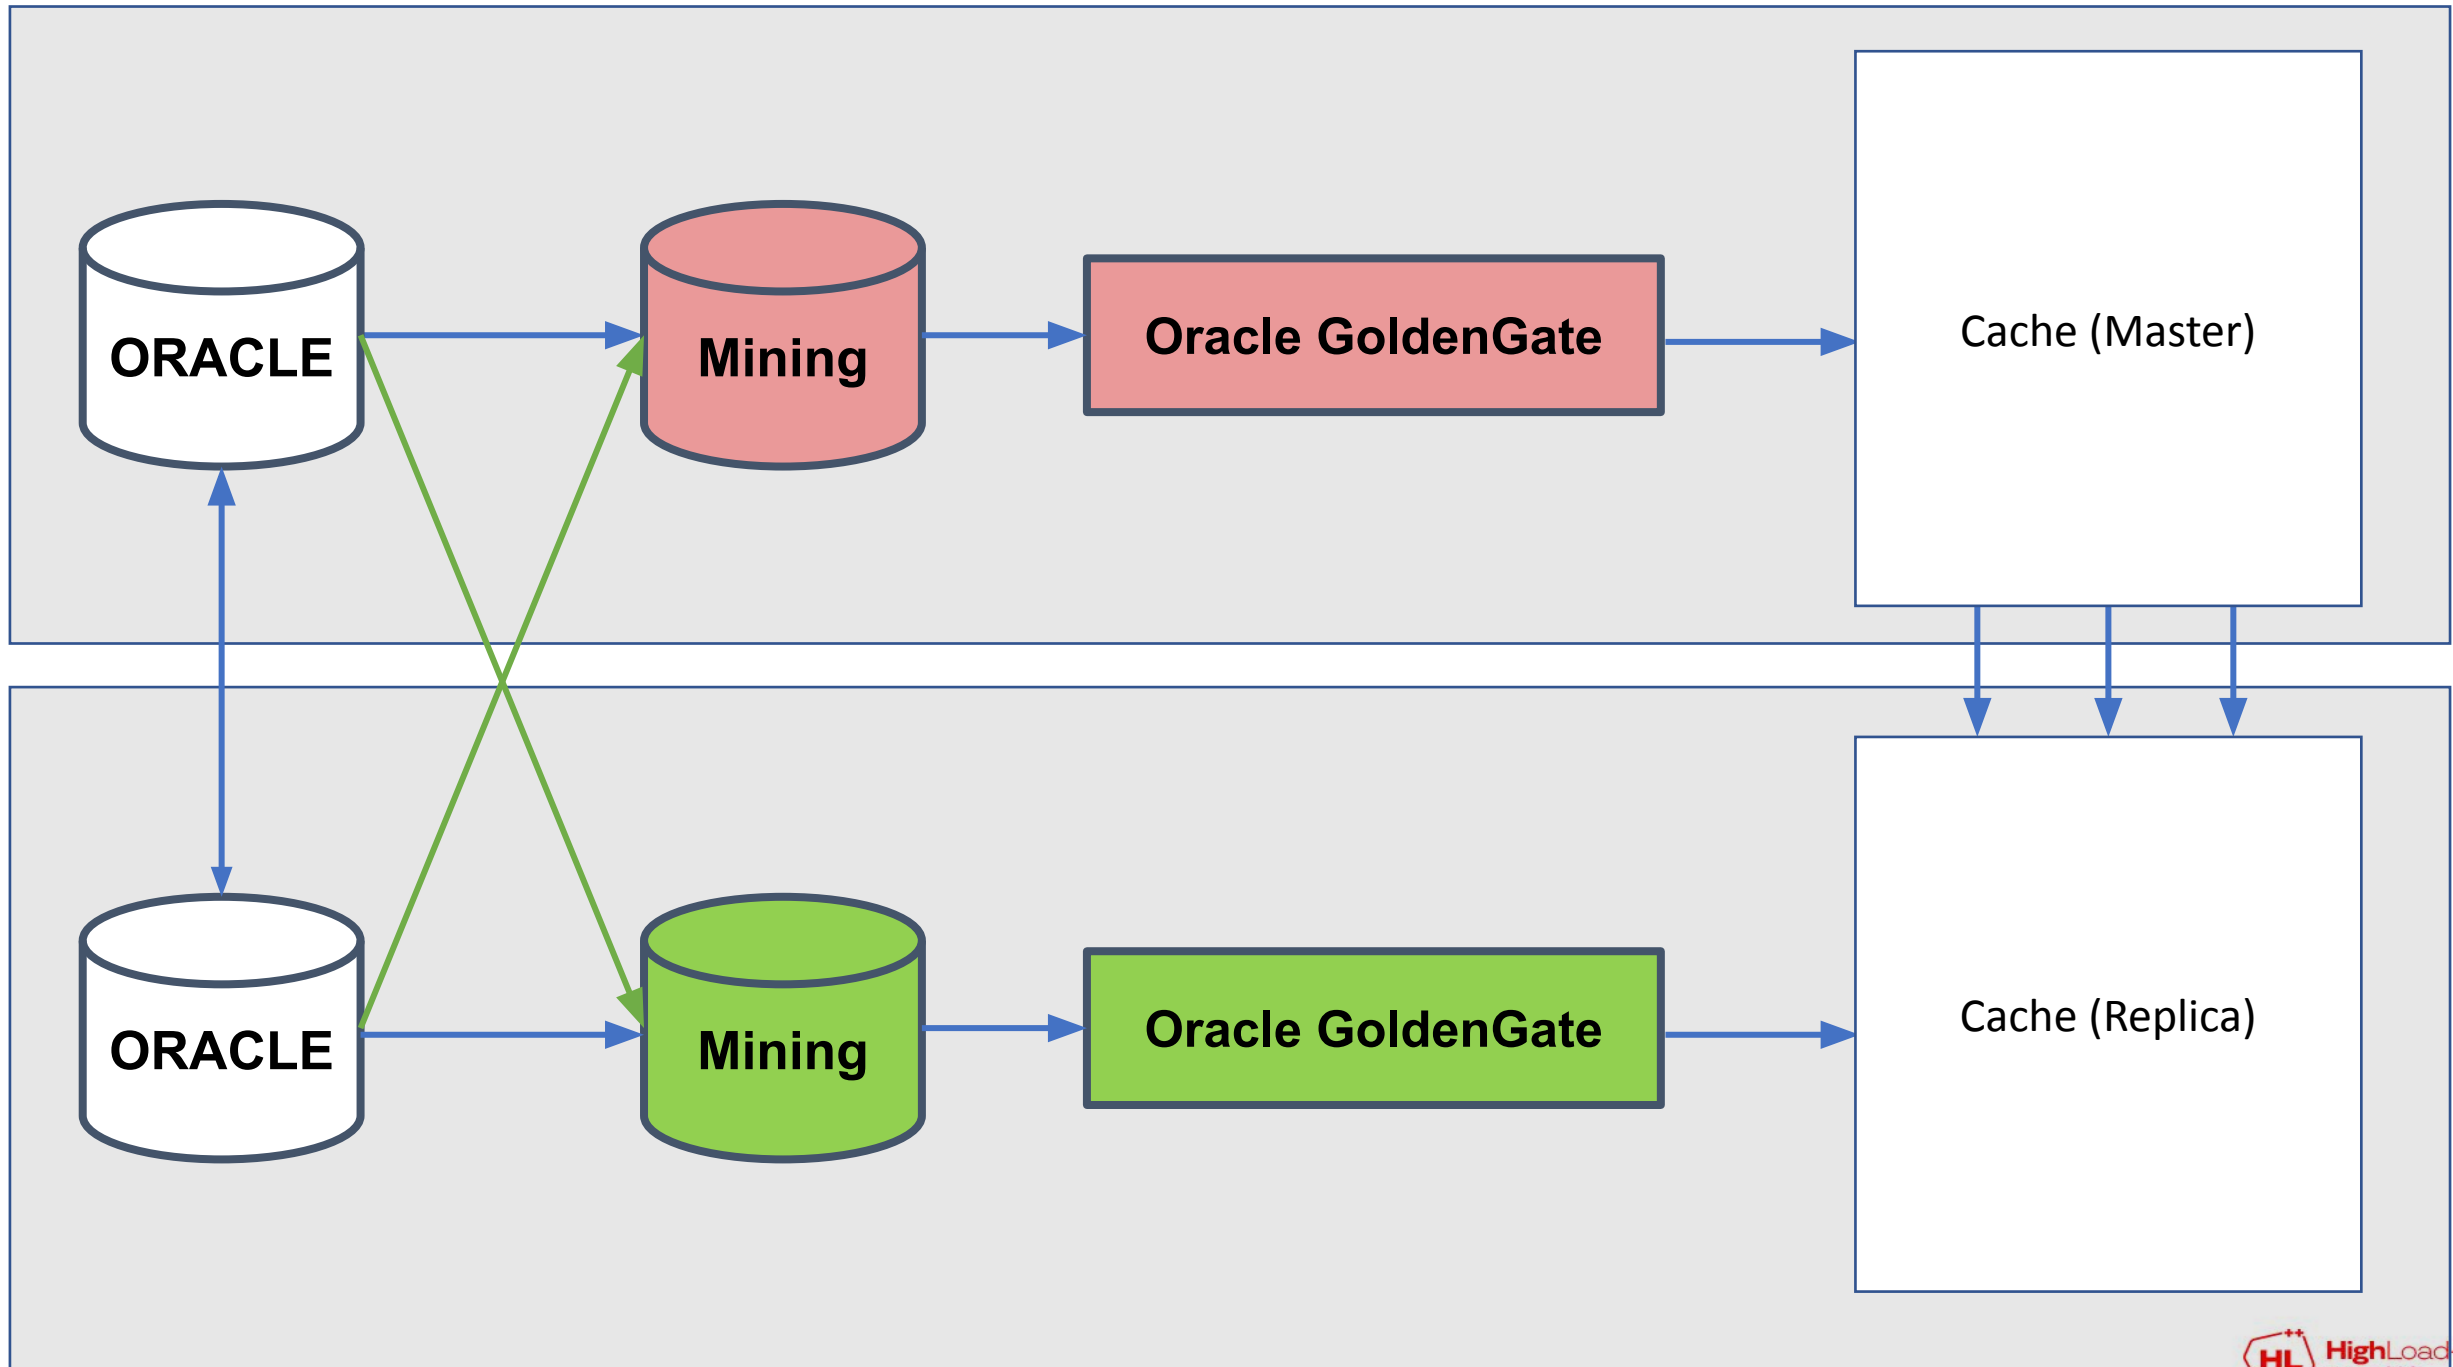 ORACLE
Mining
Oracle GoldenGate
Cache (Master)
ORACLE
Mining
Oracle GoldenGate
Cache (Replica)
HL++
HighLoad